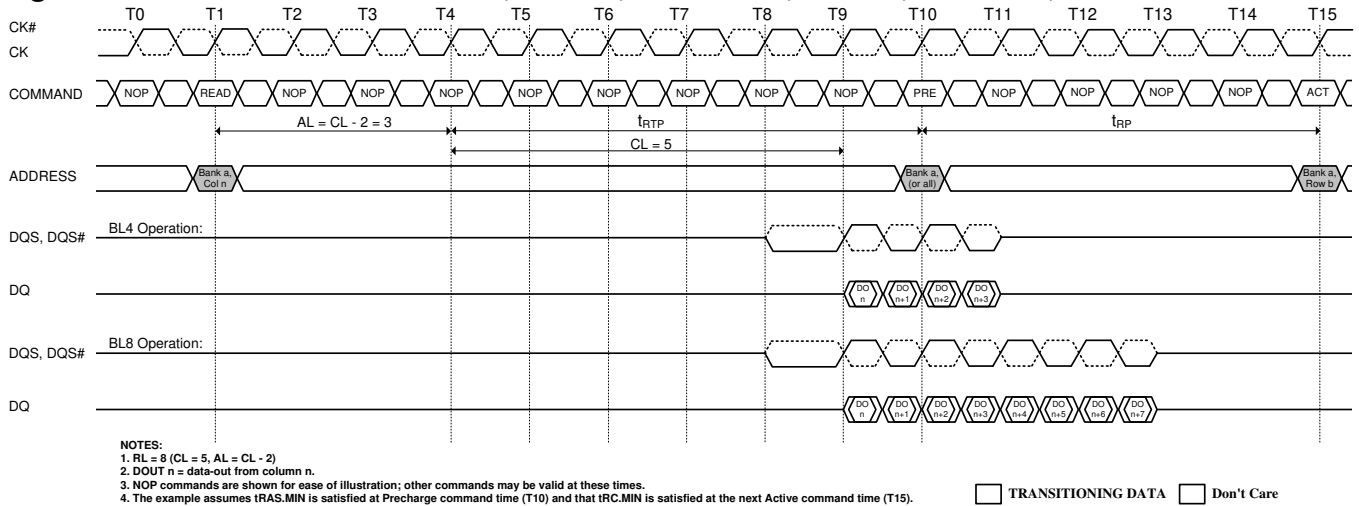 T0 T1 T2 T3 T4 T5 T6 T7 T8 T9 T10 T11 T12 T13 T14 T15
CK#
CK
COMMAND NOP READ NOP NOP NOP NOP NOP NOP NOP NOP PRE NOP NOP NOP NOP ACT
AL = CL - 2 = 3 tRTP tRP
CL = 5
ADDRESS
Bank a, Col n
Bank a, (or all)
Bank a, Row b
BL4 Operation:
DQS, DQS#
DQ
DO n DO n+1 DO n+2 DO n+3
BL8 Operation:
DQS, DQS#
DQ
DO n DO n+1 DO n+2 DO n+3 DO n+4 DO n+5 DO n+6 DO n+7
NOTES:
1. RL = 8 (CL = 5, AL = CL - 2)
2. DOUT n = data-out from column n.
3. NOP commands are shown for ease of illustration; other commands may be valid at these times.
4. The example assumes tRAS.MIN is satisfied at Precharge command time (T10) and that tRC.MIN is satisfied at the next Active command time (T15).
TRANSITIONING DATA Don't Care